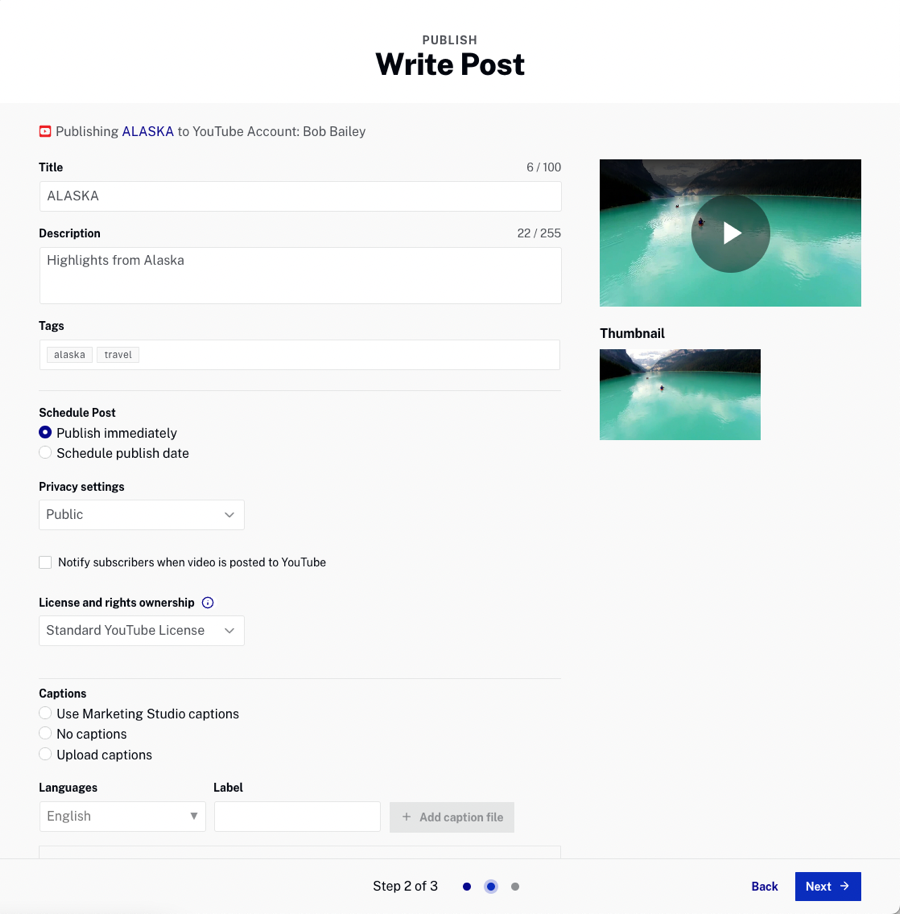 PUBLISH
Write Post
Publishing ALASKA to YouTube Account: Bob Bailey
Title 6 / 100
ALASKA
Description 22 / 255
Highlights from Alaska
Tags
alaska travel
Thumbnail
Schedule Post
Publish immediately
Schedule publish date
Privacy settings
Public
Notify subscribers when video is posted to YouTube
License and rights ownership
Standard YouTube License
Captions
Use Marketing Studio captions
No captions
Upload captions
Languages Label
English + Add caption file
Step 2 of 3 Back Next →